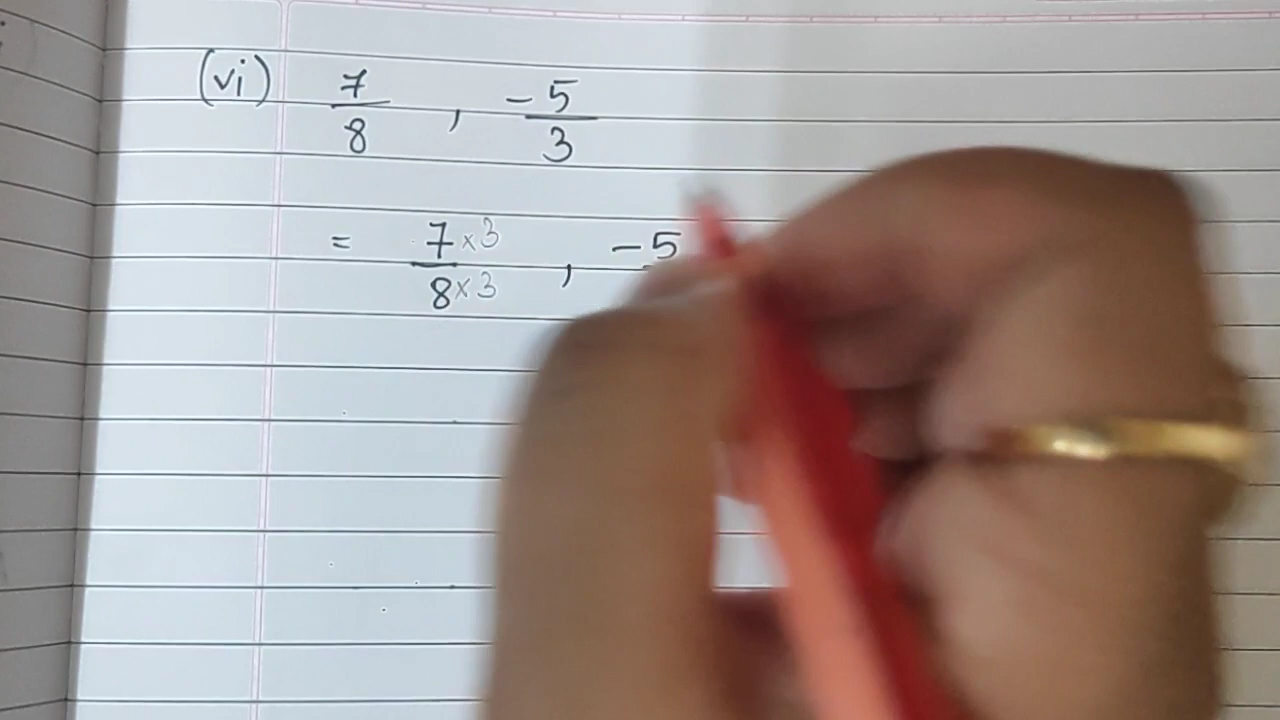 (vi) 7/8 , -5/3
= 7×3/8×3 , -5